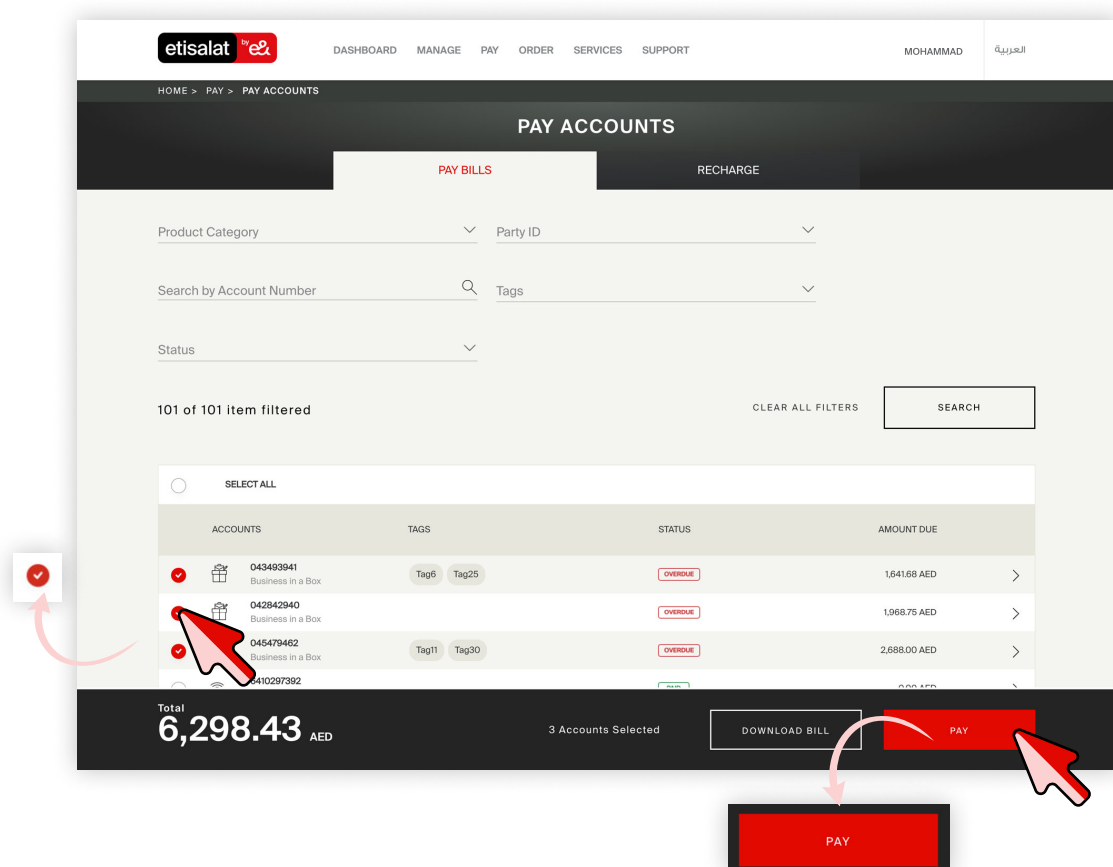 etisalat by e&
DASHBOARD MANAGE PAY ORDER SERVICES SUPPORT MOHAMMAD العربية
HOME > PAY > PAY ACCOUNTS
PAY ACCOUNTS
PAY BILLS RECHARGE
Product Category Party ID
Search by Account Number Tags
Status
101 of 101 item filtered CLEAR ALL FILTERS SEARCH
SELECT ALL
ACCOUNTS TAGS STATUS AMOUNT DUE
043493941
Business in a Box Tag6 Tag25 OVERDUE 1,641.68 AED
042842940
Business in a Box OVERDUE 1,968.75 AED
045479462
Business in a Box Tag11 Tag30 OVERDUE 2,688.00 AED
6410297392
0.00 AED
Total
6,298.43 AED 3 Accounts Selected DOWNLOAD BILL PAY
PAY